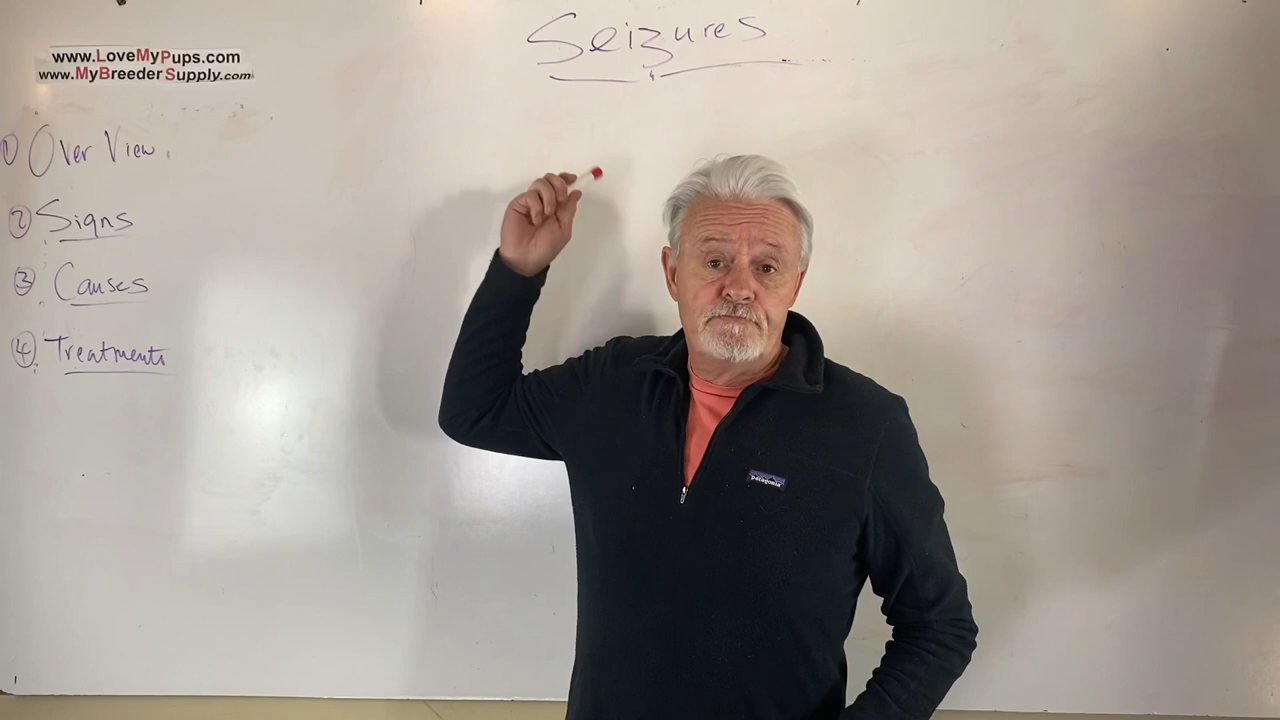 Seizures
www.LoveMyPups.com
www.MyBreederSupply.com
① Over View.
② Signs
③ Causes
④ Treatments
patagonia